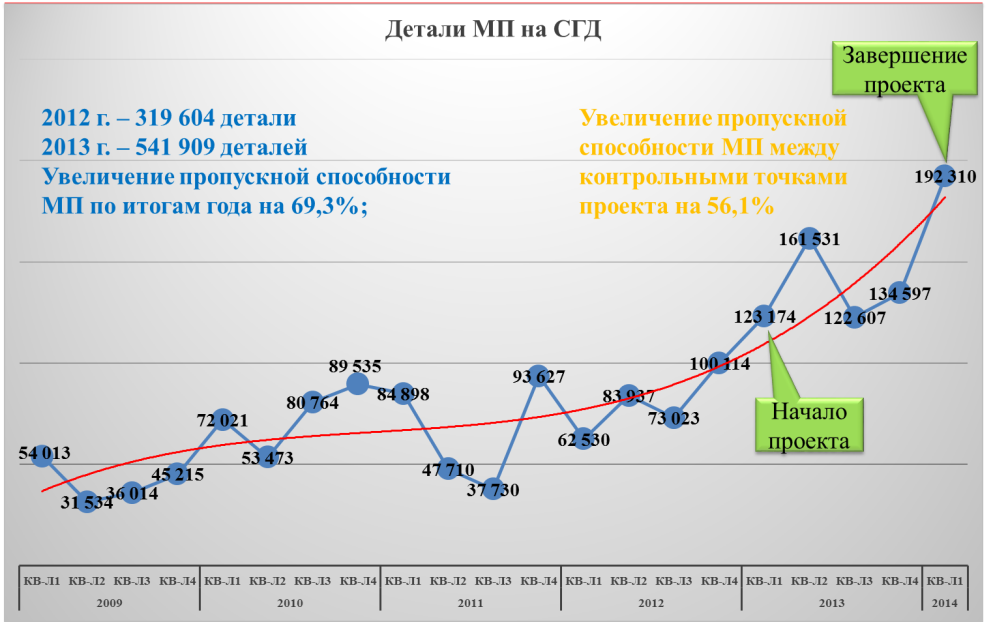 Детали МП на СГД
Завершение
проекта
2012 г. – 319 604 детали
2013 г. – 541 909 деталей
Увеличение пропускной способности
МП по итогам года на 69,3%;
Увеличение пропускной
способности МП между
контрольными точками
проекта на 56,1%
192 310
161 531
134 597
122 607
123 174
100 114
89 535
93 627
84 898
83 937
80 764
72 021
73 023
62 530
54 013
53 473
47 710
45 215
37 730
36 014
31 534
Начало
проекта
КВ-Л1 КВ-Л2 КВ-Л3 КВ-Л4 КВ-Л1 КВ-Л2 КВ-Л3 КВ-Л4 КВ-Л1 КВ-Л2 КВ-Л3 КВ-Л4 КВ-Л1 КВ-Л2 КВ-Л3 КВ-Л4 КВ-Л1 КВ-Л2 КВ-Л3 КВ-Л4 КВ-Л1
2009 2010 2011 2012 2013 2014